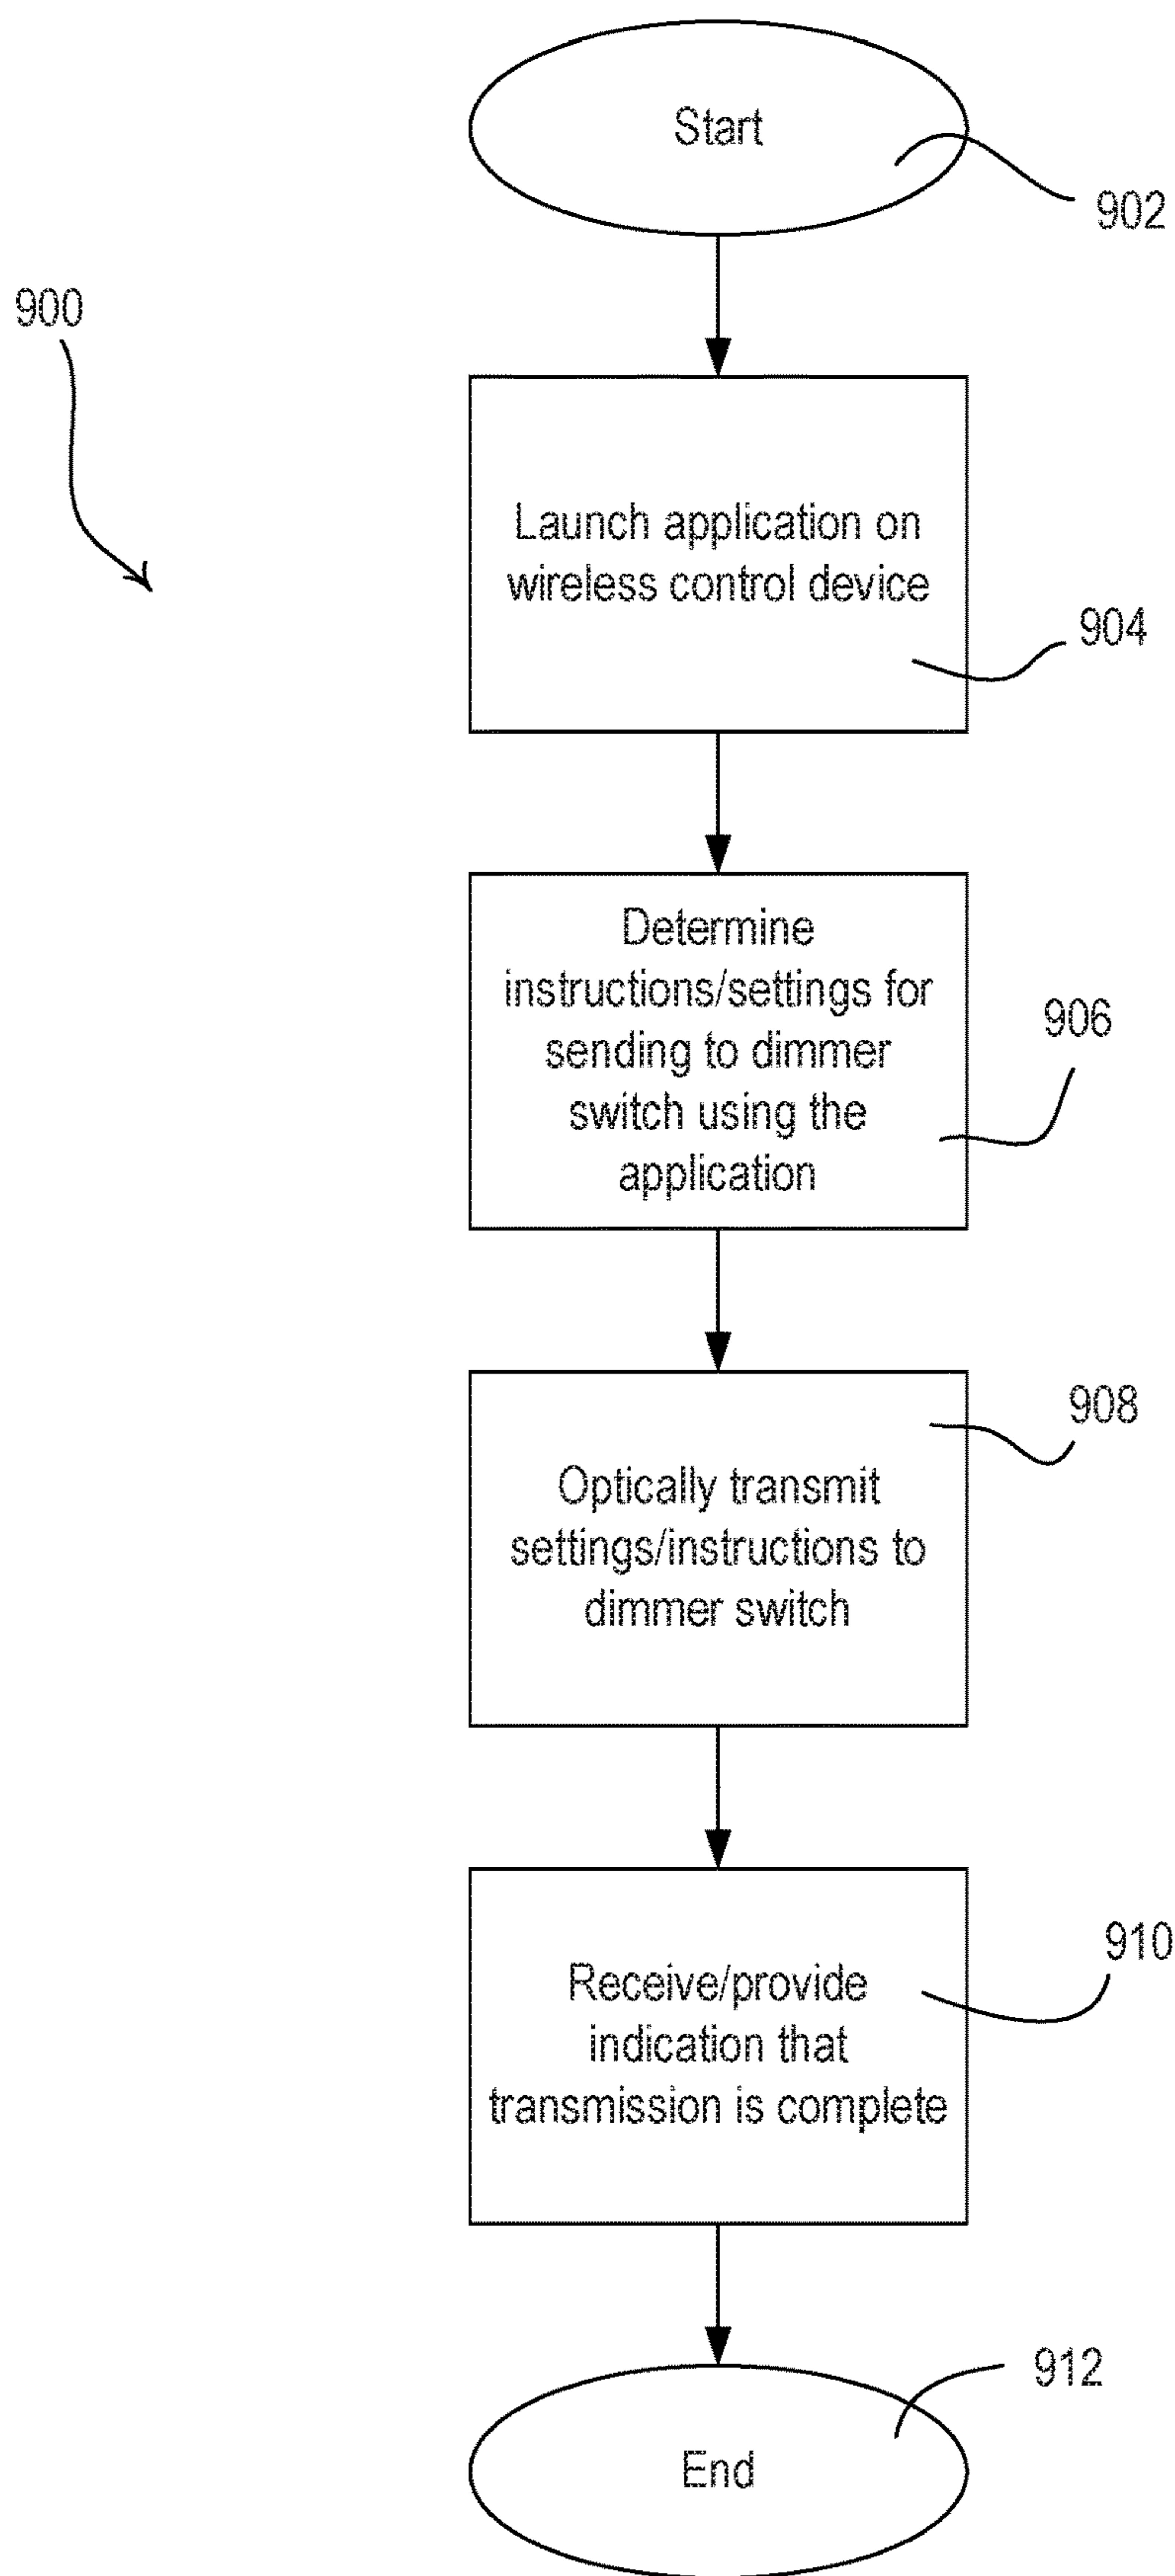 Start
902
900
Launch application on
wireless control device
904
Determine
instructions/settings for
sending to dimmer
switch using the
application
906
908
Optically transmit
settings/instructions to
dimmer switch
910
Receive/provide
indication that
transmission is complete
912
End